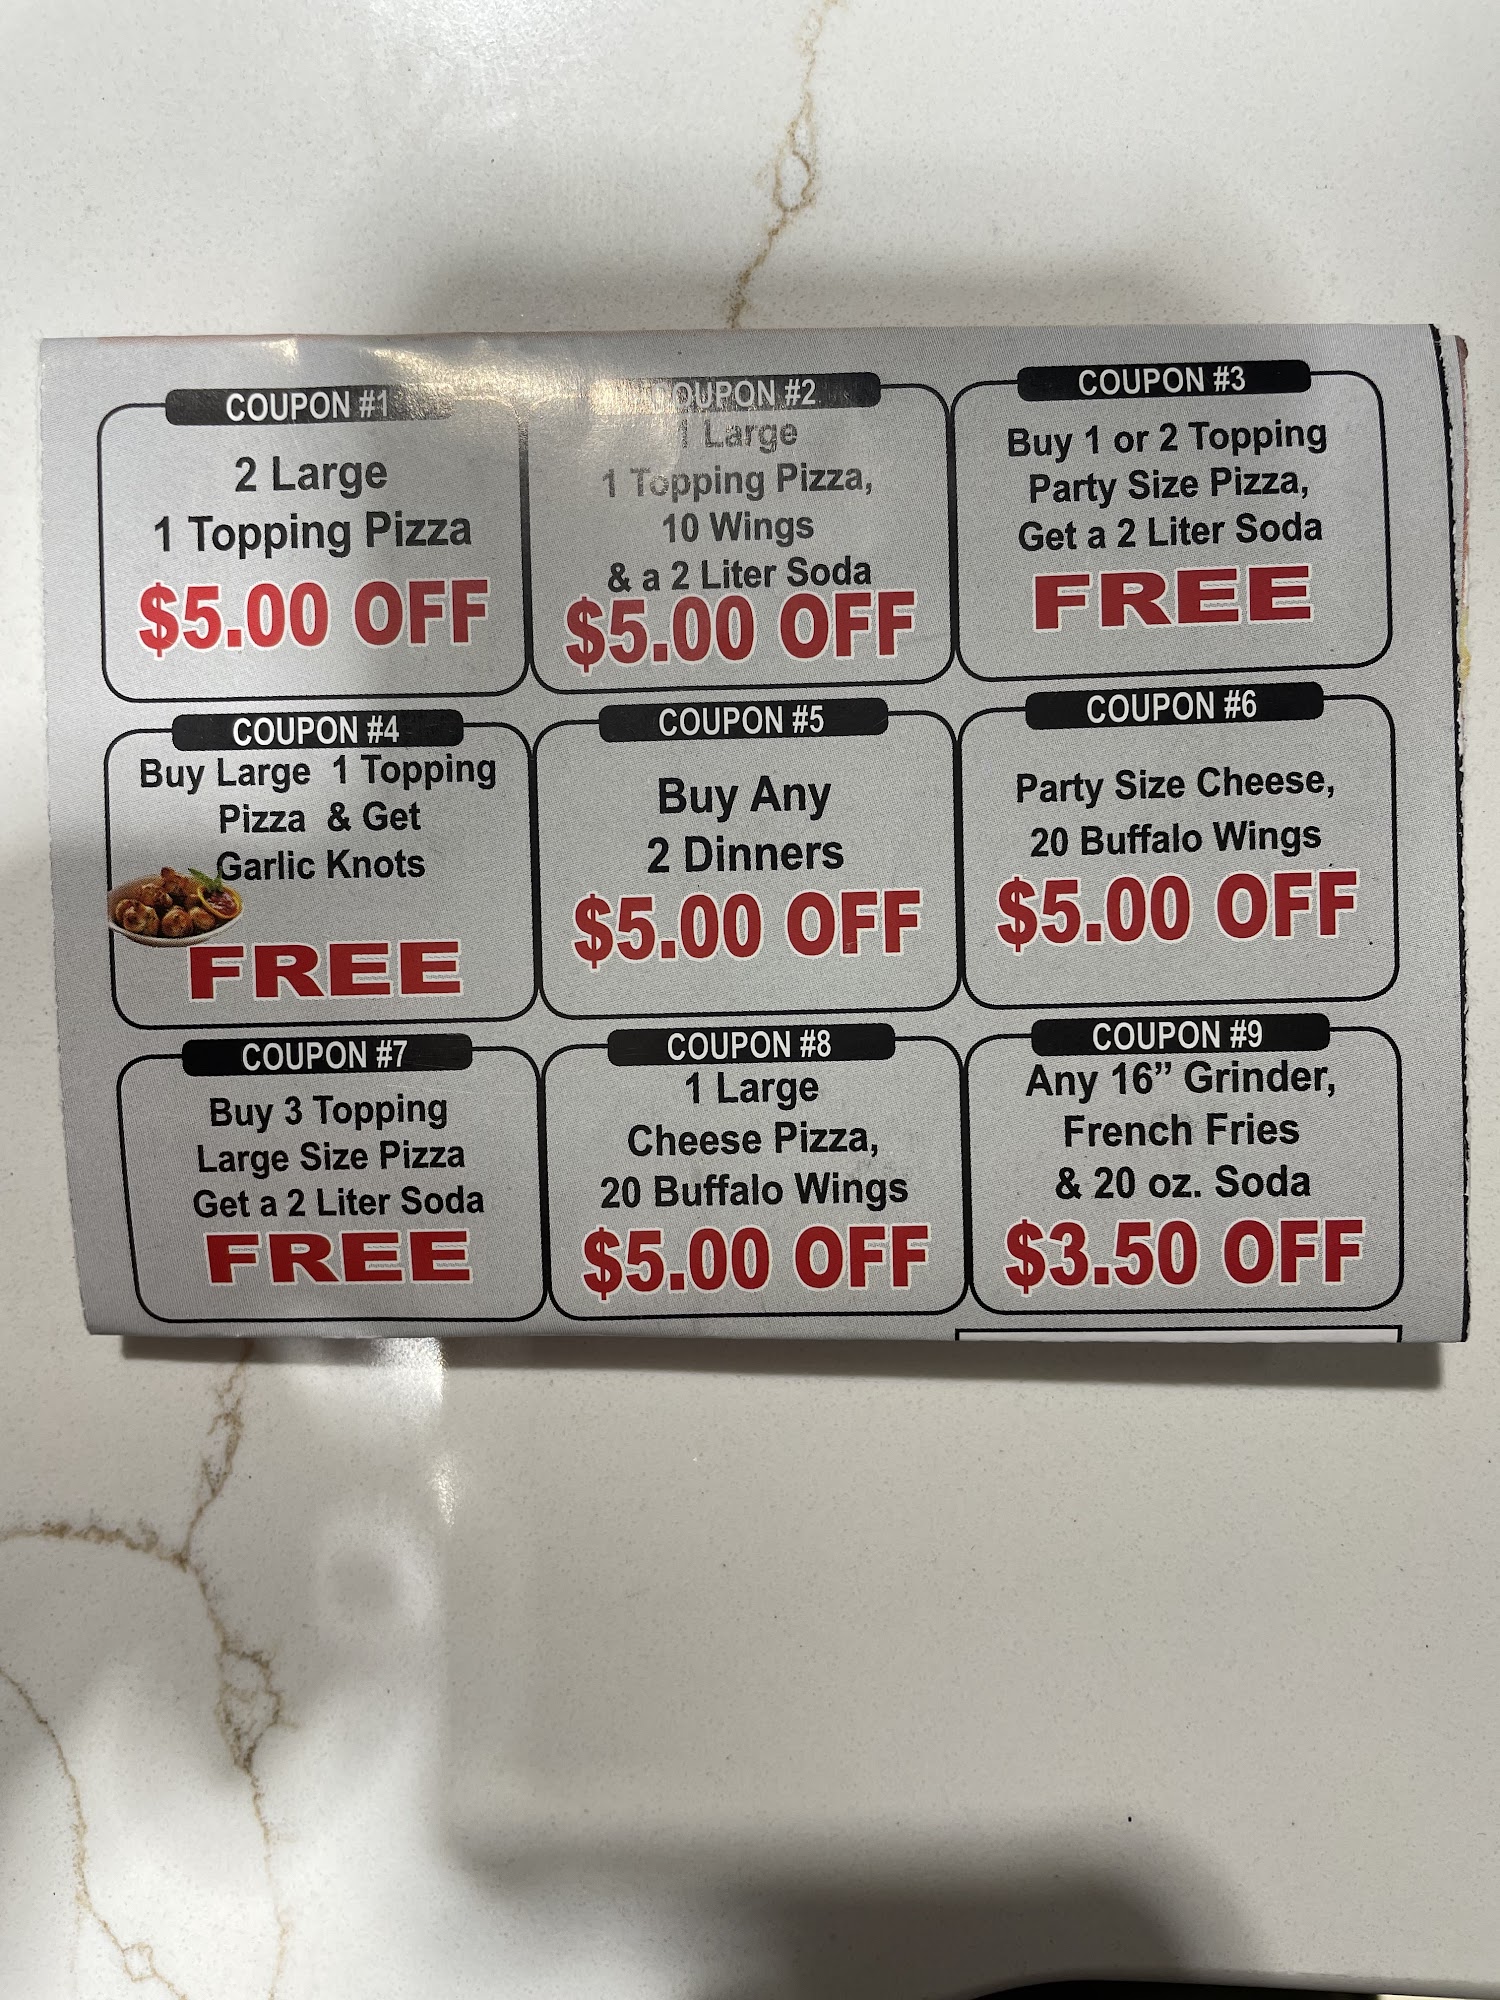 COUPON #1
2 Large
1 Topping Pizza
$5.00 OFF
COUPON #2
1 Large
1 Topping Pizza,
10 Wings
& a 2 Liter Soda
$5.00 OFF
COUPON #3
Buy 1 or 2 Topping
Party Size Pizza,
Get a 2 Liter Soda
FREE
COUPON #4
Buy Large 1 Topping
Pizza & Get
Garlic Knots
FREE
COUPON #5
Buy Any
2 Dinners
$5.00 OFF
COUPON #6
Party Size Cheese,
20 Buffalo Wings
$5.00 OFF
COUPON #7
Buy 3 Topping
Large Size Pizza
Get a 2 Liter Soda
FREE
COUPON #8
1 Large
Cheese Pizza,
20 Buffalo Wings
$5.00 OFF
COUPON #9
Any 16” Grinder,
French Fries
& 20 oz. Soda
$3.50 OFF